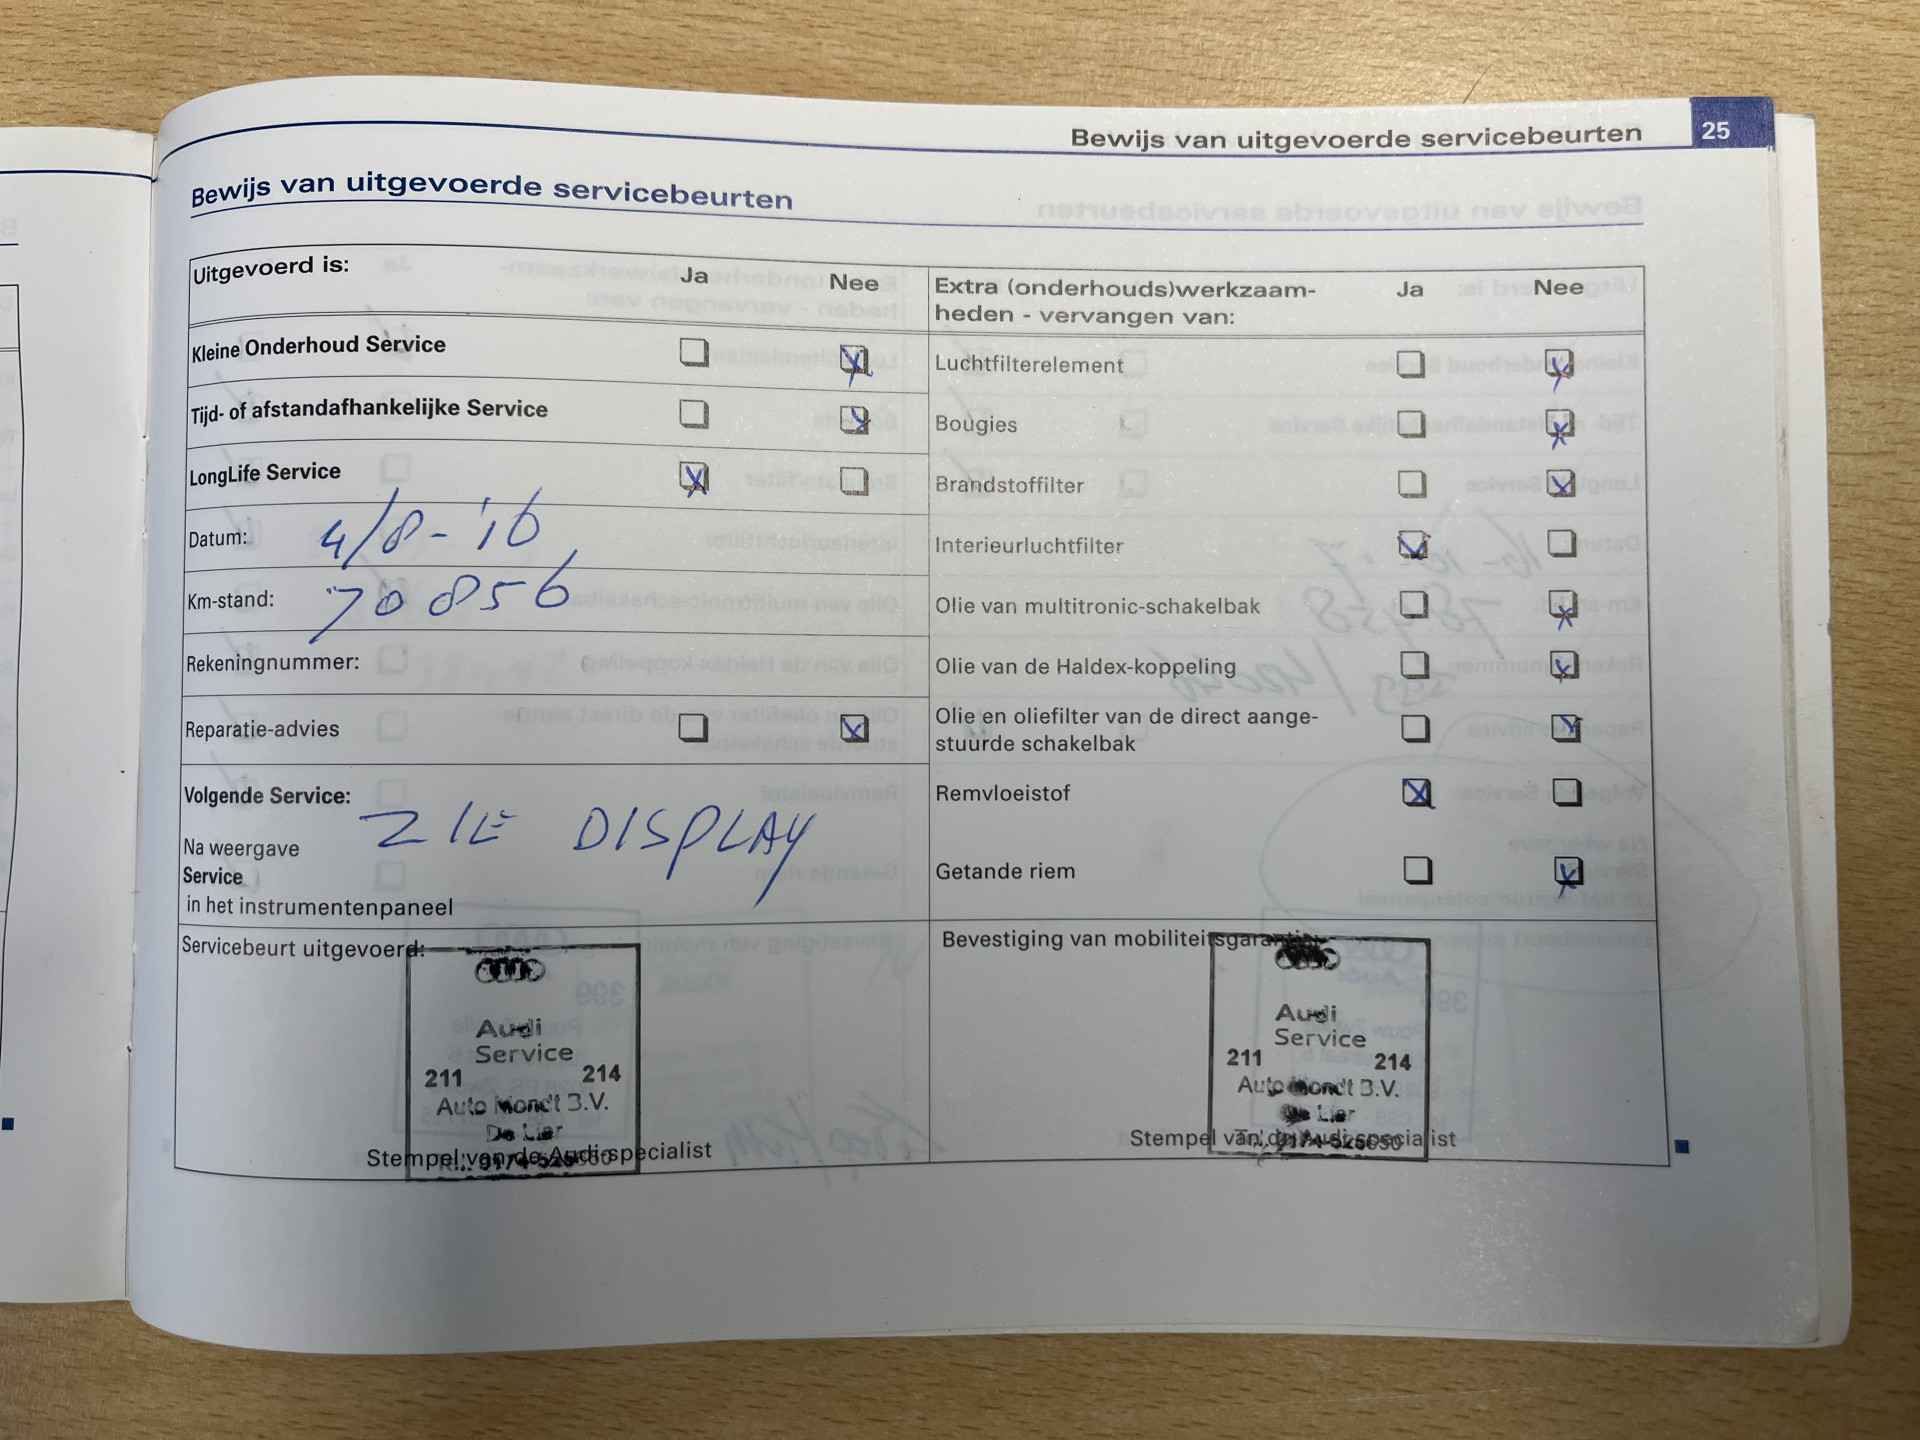 Bewijs van uitgevoerde servicebeurten 25
Bewijs van uitgevoerde servicebeurten
Uitgevoerd is: Ja Nee
Kleine Onderhoud Service
Tijd- of afstandafhankelijke Service
LongLife Service
Datum: 4/8-'16
Km-stand: 70856
Rekeningnummer:
Reparatie-advies
Volgende Service: ZIE DISPLAY
Na weergave
Service
in het instrumentenpaneel
Servicebeurt uitgevoerd:
Audi
Service
211 214
Auto Mondt B.V.
De Lier
Stempel van de Audi-specialist
Extra (onderhouds)werkzaam-
heden - vervangen van: Ja Nee
Luchtfilterelement
Bougies
Brandstoffilter
Interieurluchtfilter
Olie van multitronic-schakelbak
Olie van de Haldex-koppeling
Olie en oliefilter van de direct aange-
stuurde schakelbak
Remvloeistof
Getande riem
Bevestiging van mobiliteitsgarantie:
Audi
Service
211 214
Auto Mondt B.V.
De Lier
Stempel van de Audi-specialist